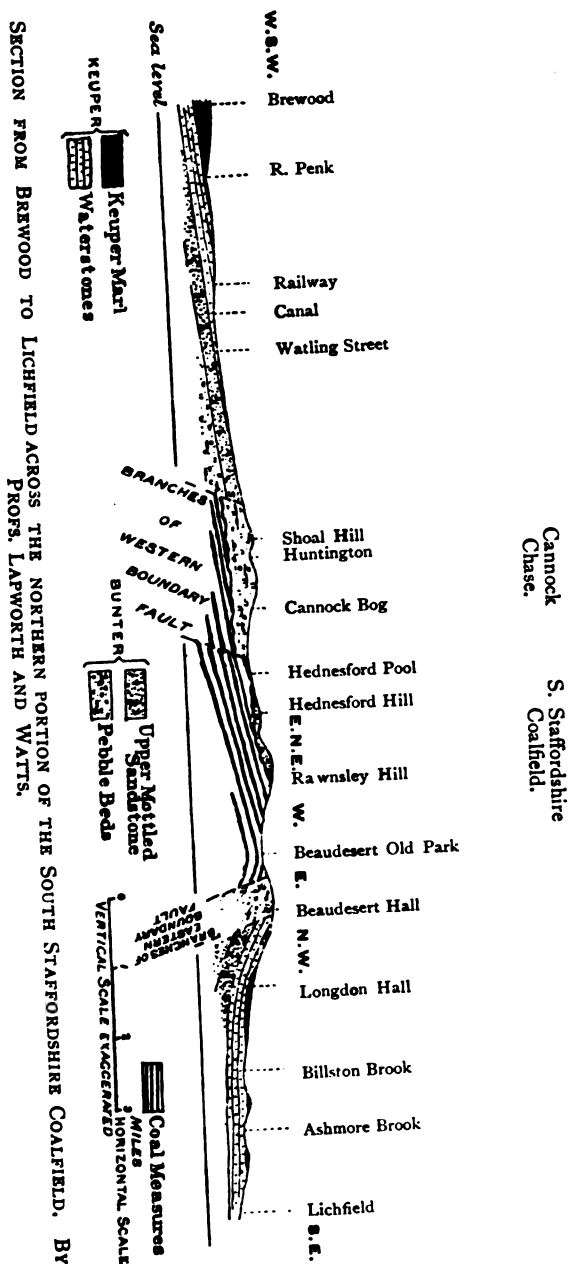 Cannock Chase.
S. Staffordshire Coalfield.
W.S.W.
E.N.E.
W.
E.
N.W.
S.E.
Brewood
R. Penk
Railway
Canal
Watling Street
Shoal Hill
Huntington
Cannock Bog
Hednesford Pool
Hednesford Hill
Rawnsley Hill
Beaudesert Old Park
Beaudesert Hall
Longdon Hall
Billston Brook
Ashmore Brook
Lichfield
Sea level
BRANCHES
OF
WESTERN
BOUNDARY
FAULT
BRANCHES OF
EASTERN
BOUNDARY
FAULT
KEUPER
Keuper Marl
Waterstones
BUNTER
Upper Mottled
Sandstone
Pebble Beds
Coal Measures
0 1 2 3 MILES
HORIZONTAL SCALE
VERTICAL SCALE EXAGGERATED
SECTION FROM BREWOOD TO LICHFIELD ACROSS THE NORTHERN PORTION OF THE SOUTH STAFFORDSHIRE COALFIELD. BY
PROFS. LAPWORTH AND WATTS.